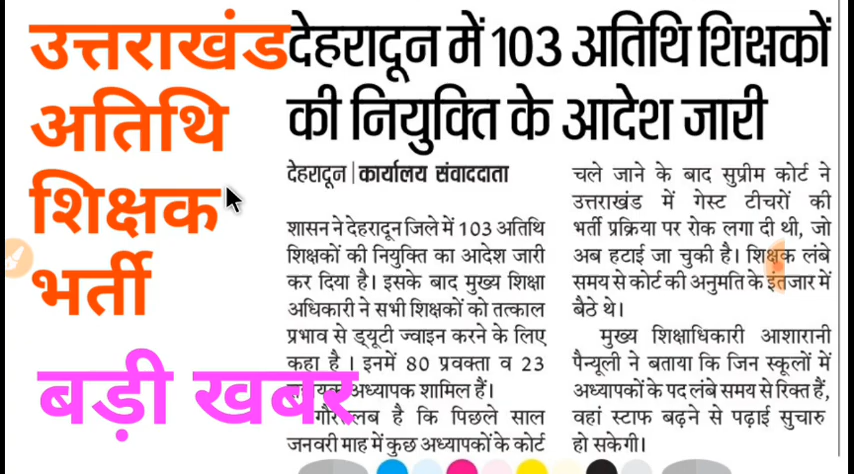 उत्तराखंड
अतिथि
शिक्षक
भर्ती
बड़ी खबर
देहरादून में 103 अतिथि शिक्षकों
की नियुक्ति के आदेश जारी
देहरादून | कार्यालय संवाददाता
शासन ने देहरादून जिले में 103 अतिथि
शिक्षकों की नियुक्ति का आदेश जारी
कर दिया है। इसके बाद मुख्य शिक्षा
अधिकारी ने सभी शिक्षकों को तत्काल
प्रभाव से ड्यूटी ज्वाइन करने के लिए
कहा है । इनमें 80 प्रवक्ता व 23
अध्यापक शामिल हैं।
है कि पिछले साल
जनवरी माह में कुछ अध्यापकों के कोर्ट
चले जाने के बाद सुप्रीम कोर्ट ने
उत्तराखंड में गेस्ट टीचरों की
भर्ती प्रक्रिया पर रोक लगा दी थी, जो
अब हटाई जा चुकी है। शिक्षक लंबे
समय से कोर्ट की अनुमति के इंतजार में
बैठे थे।
मुख्य शिक्षाधिकारी आशारानी
पैन्यूली ने बताया कि जिन स्कूलों में
अध्यापकों के पद लंबे समय से रिक्त हैं,
वहां स्टाफ बढ़ने से पढ़ाई सुचारु
हो सकेगी।